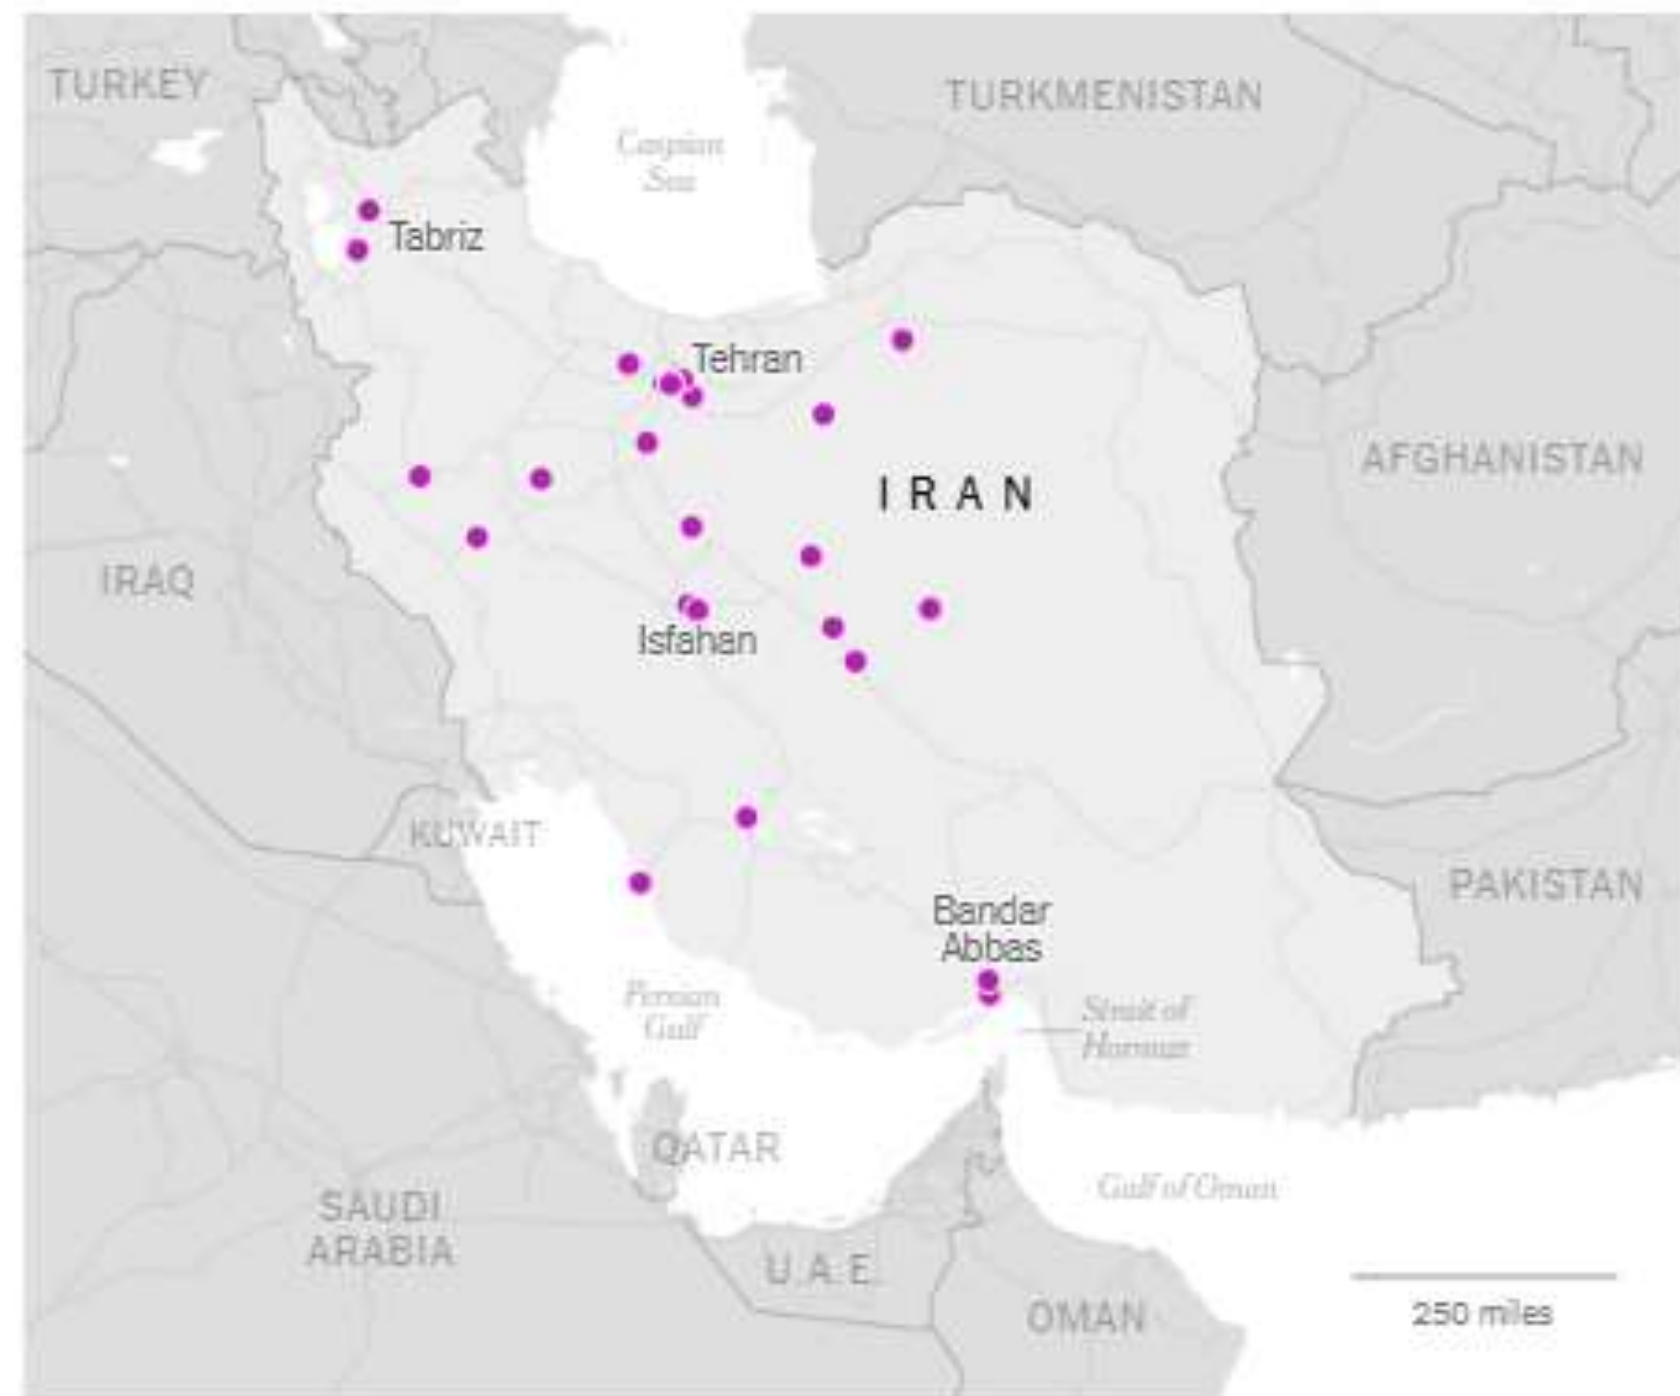 TURKEY
TURKMENISTAN
Caspian
Sea
Tabriz
Tehran
IRAN
AFGHANISTAN
IRAQ
Isfahan
KUWAIT
PAKISTAN
Bandar
Abbas
Persian
Gulf
Strait of
Hormuz
QATAR
Gulf of Oman
SAUDI
ARABIA
U.A.E.
OMAN
250 miles